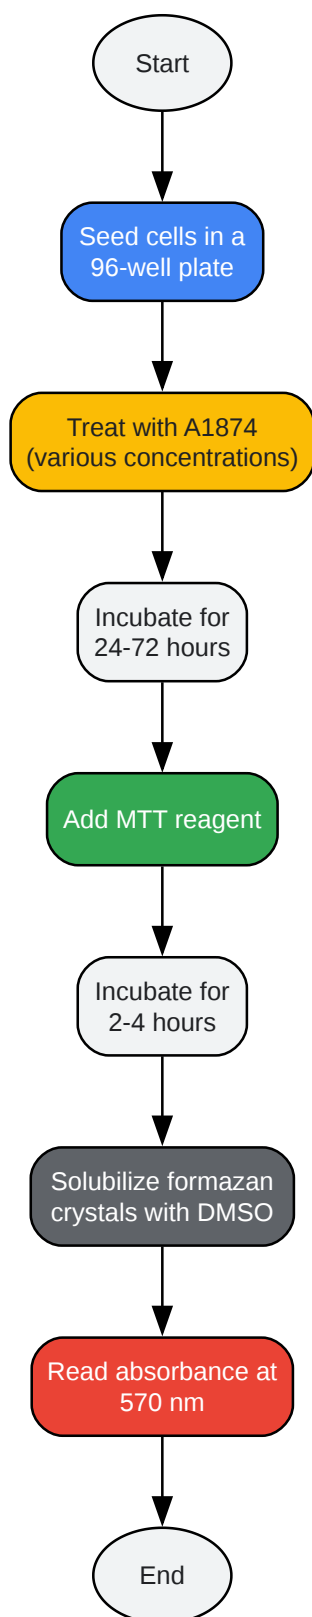 Start
Seed cells in a
96-well plate
Treat with A1874
(various concentrations)
Incubate for
24-72 hours
Add MTT reagent
Incubate for
2-4 hours
Solubilize formazan
crystals with DMSO
Read absorbance at
570 nm
End